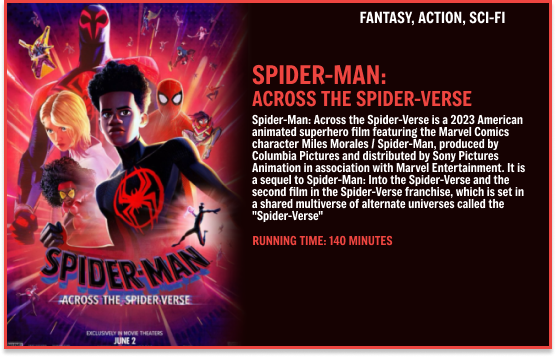 FANTASY, ACTION, SCI-FI
SPIDER-MAN:
ACROSS THE SPIDER-VERSE
Spider-Man: Across the Spider-Verse is a 2023 American
animated superhero film featuring the Marvel Comics
character Miles Morales / Spider-Man, produced by
Columbia Pictures and distributed by Sony Pictures
Animation in association with Marvel Entertainment. It is
a sequel to Spider-Man: Into the Spider-Verse and the
second film in the Spider-Verse franchise, which is set in
a shared multiverse of alternate universes called the
"Spider-Verse"
RUNNING TIME: 140 MINUTES
SPIDER-MAN
ACROSS THE SPIDER-VERSE
EXCLUSIVELY IN MOVIE THEATERS
JUNE 2